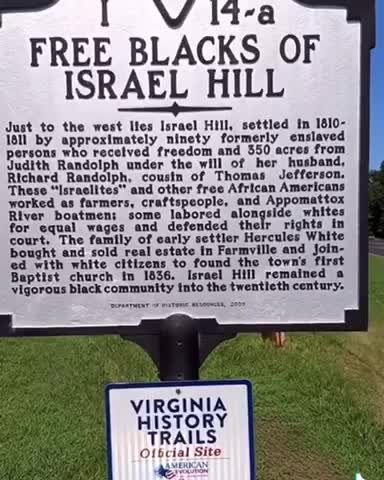 14-a
FREE BLACKS OF
ISRAEL HILL
Just to the west lies Israel Hill, settled in 1810-
1811 by approximately ninety formerly enslaved
persons who received freedom and 350 acres from
Judith Randolph under the will of her husband,
Richard Randolph, cousin of Thomas Jefferson.
These "Israelites" and other free African Americans
worked as farmers, craftspeople, and Appomattox
River boatmen; some labored alongside whites
for equal wages and defended their rights in
court. The family of early settler Hercules White
bought and sold real estate in Farmville and join-
ed with white citizens to found the town's first
Baptist church in 1836. Israel Hill remained a
vigorous black community into the twentieth century.
DEPARTMENT OF HISTORIC RESOURCES,
VIRGINIA
HISTORY
TRAILS
Official Site
AMERICAN
EVOLUTION